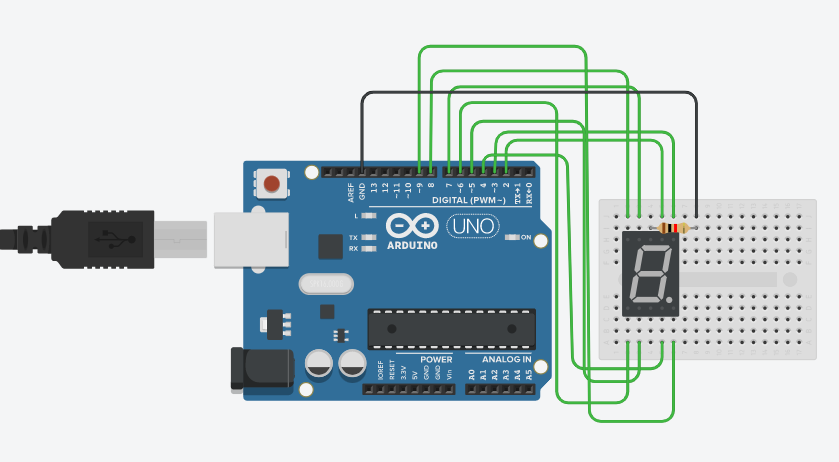 AREF
GND
13
12
~11
~10
~9
8
7
~6
~5
4
~3
2
TX→1
RX←0
DIGITAL (PWM~)
L
TX
RX
ARDUINO
UNO
ON
POWER
ANALOG IN
IOREF
RESET
3.3V
5V
GND
GND
Vin
A0
A1
A2
A3
A4
A5